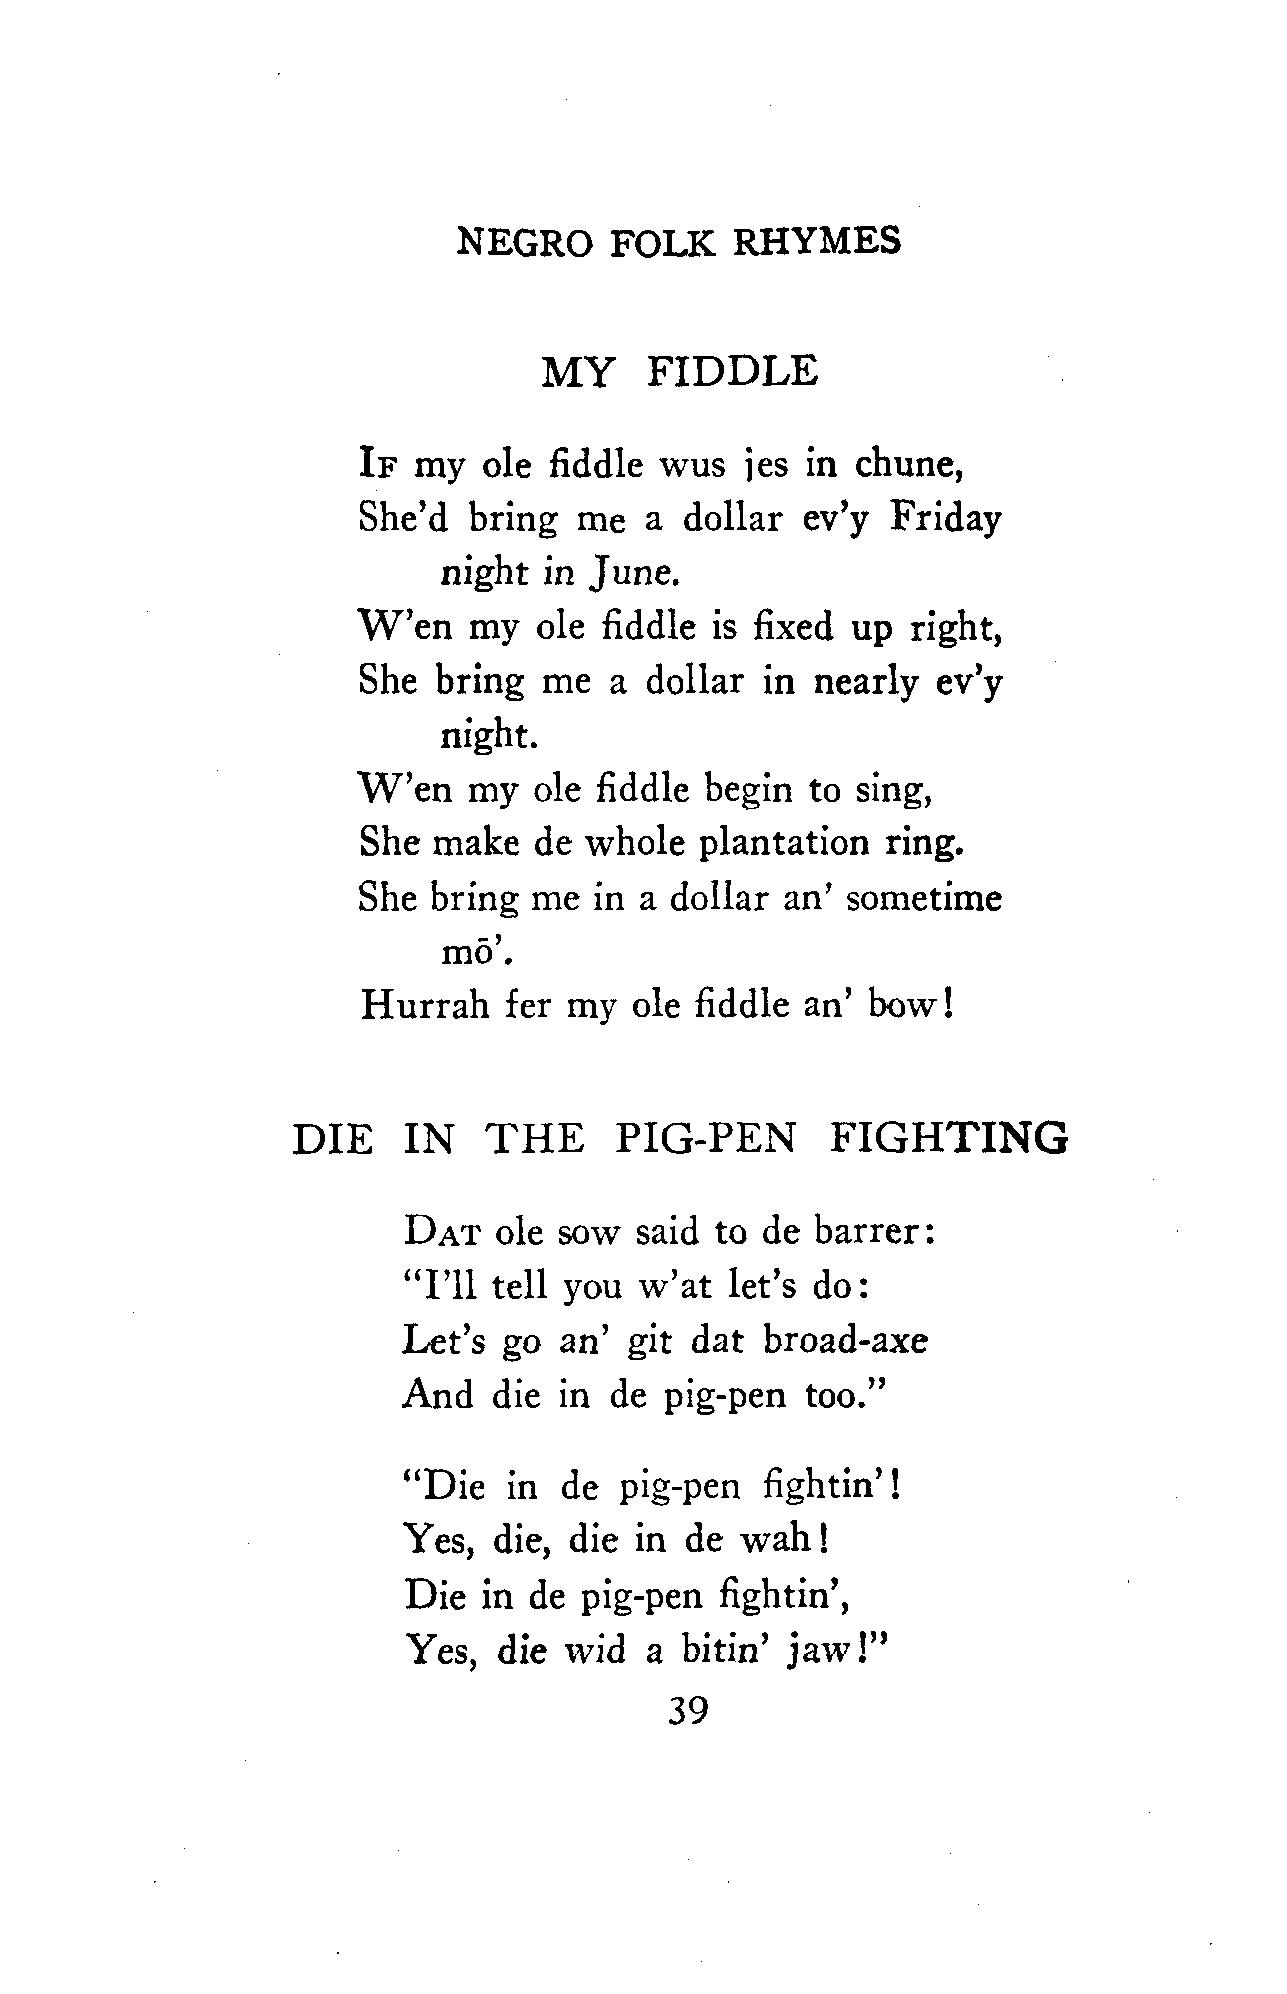 NEGRO FOLK RHYMES
MY FIDDLE
IF my ole fiddle wus jes in chune,
She'd bring me a dollar ev'y Friday
night in June.
W'en my ole fiddle is fixed up right,
She bring me a dollar in nearly ev'y
night.
W'en my ole fiddle begin to sing,
She make de whole plantation ring.
She bring me in a dollar an' sometime
mō'.
Hurrah fer my ole fiddle an' bow!
DIE IN THE PIG-PEN FIGHTING
DAT ole sow said to de barrer:
“I'll tell you w'at let's do:
Let's go an' git dat broad-axe
And die in de pig-pen too.”
“Die in de pig-pen fightin'!
Yes, die, die in de wah!
Die in de pig-pen fightin',
Yes, die wid a bitin' jaw!”
39